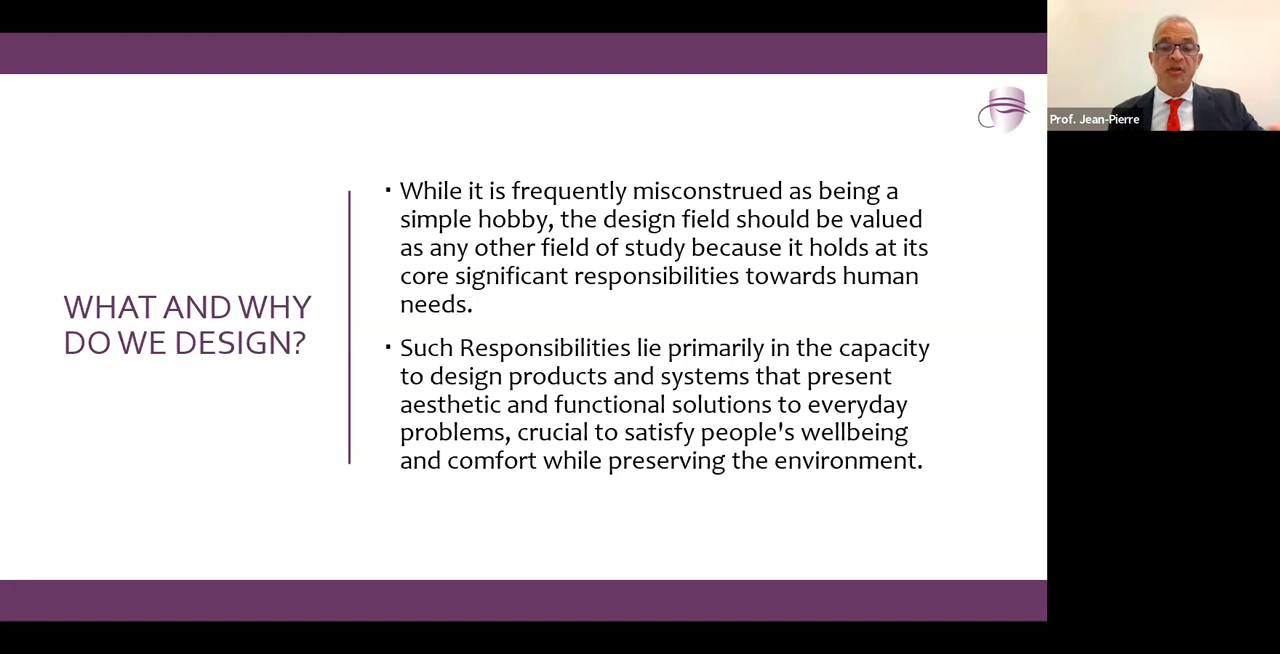 WHAT AND WHY
DO WE DESIGN?
▪ While it is frequently misconstrued as being a
simple hobby, the design field should be valued
as any other field of study because it holds at its
core significant responsibilities towards human
needs.
▪ Such Responsibilities lie primarily in the capacity
to design products and systems that present
aesthetic and functional solutions to everyday
problems, crucial to satisfy people's wellbeing
and comfort while preserving the environment.
Prof. Jean-Pierre